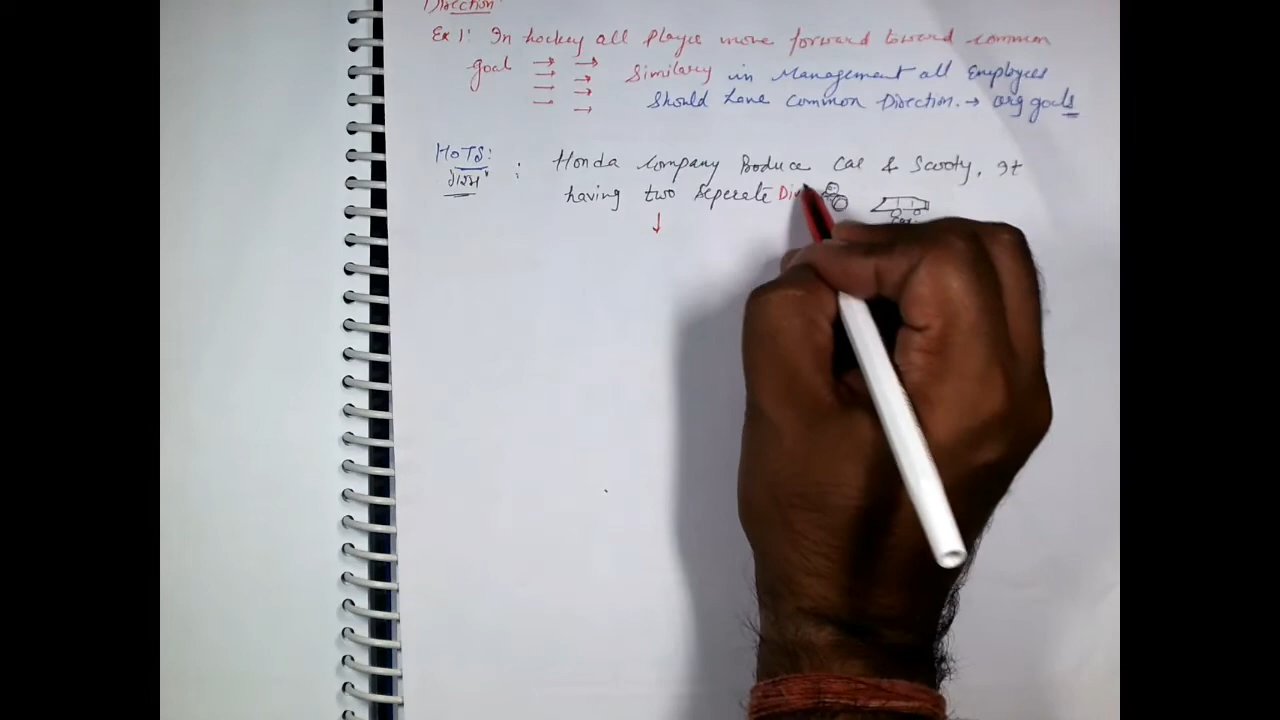 Direction
Ex 1: In hockey all player move forward toward common
goal → → Similary in Management all Employees
Should have Common Direction. → org goals
HOTS: : Honda Company Produce Car & Scooty, It
having two Seperate Di